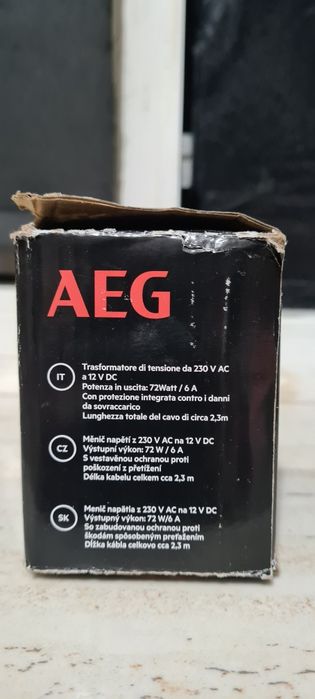 AEG
IT
Trasformatore di tensione da 230 V AC
a 12 V DC
Potenza in uscita: 72Watt / 6 A
Con protezione integrata contro i danni
da sovraccarico
Lunghezza totale del cavo di circa 2,3m
CZ
Měnič napětí z 230 V AC na 12 V DC
Výstupní výkon: 72 W / 6 A
S vestavěnou ochranou proti
poškození z přetížení
Délka kabelu celkem cca 2,3 m
SK
Menič napätia z 230 V AC na 12 V DC
Výstupný výkon: 72 W/6 A
So zabudovanou ochranou proti
škodám spôsobeným preťažením
Dĺžka kábla celkovo cca 2,3 m